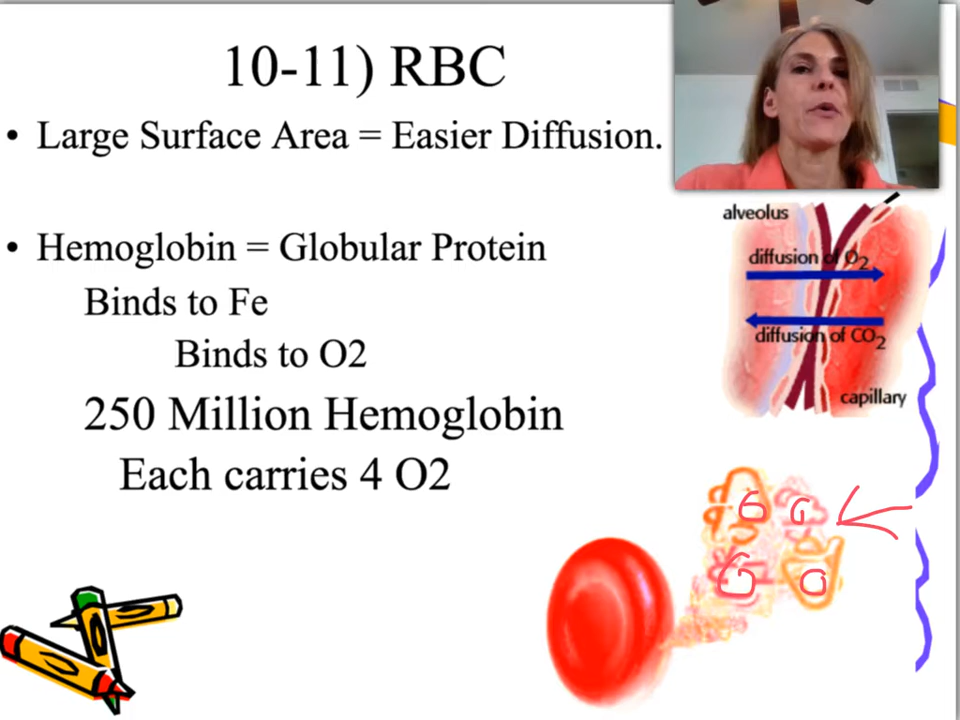 10-11) RBC
• Large Surface Area = Easier Diffusion.
• Hemoglobin = Globular Protein
Binds to Fe
Binds to O2
250 Million Hemoglobin
Each carries 4 O2
alveolus
diffusion of O2
diffusion of CO2
capillary